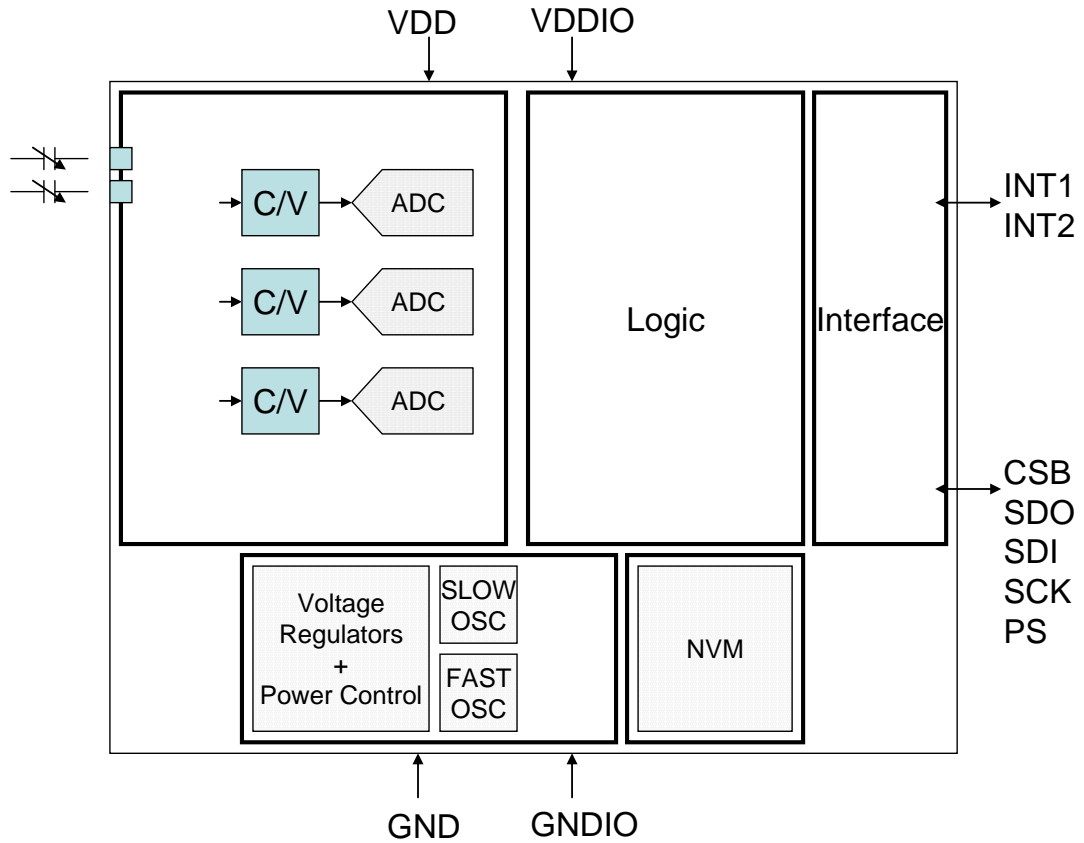 VDD
VDDIO
C/V
ADC
C/V
ADC
C/V
ADC
Logic
Interface
INT1
INT2
CSB
SDO
SDI
SCK
PS
Voltage
Regulators
+
Power Control
SLOW
OSC
FAST
OSC
NVM
GND
GNDIO